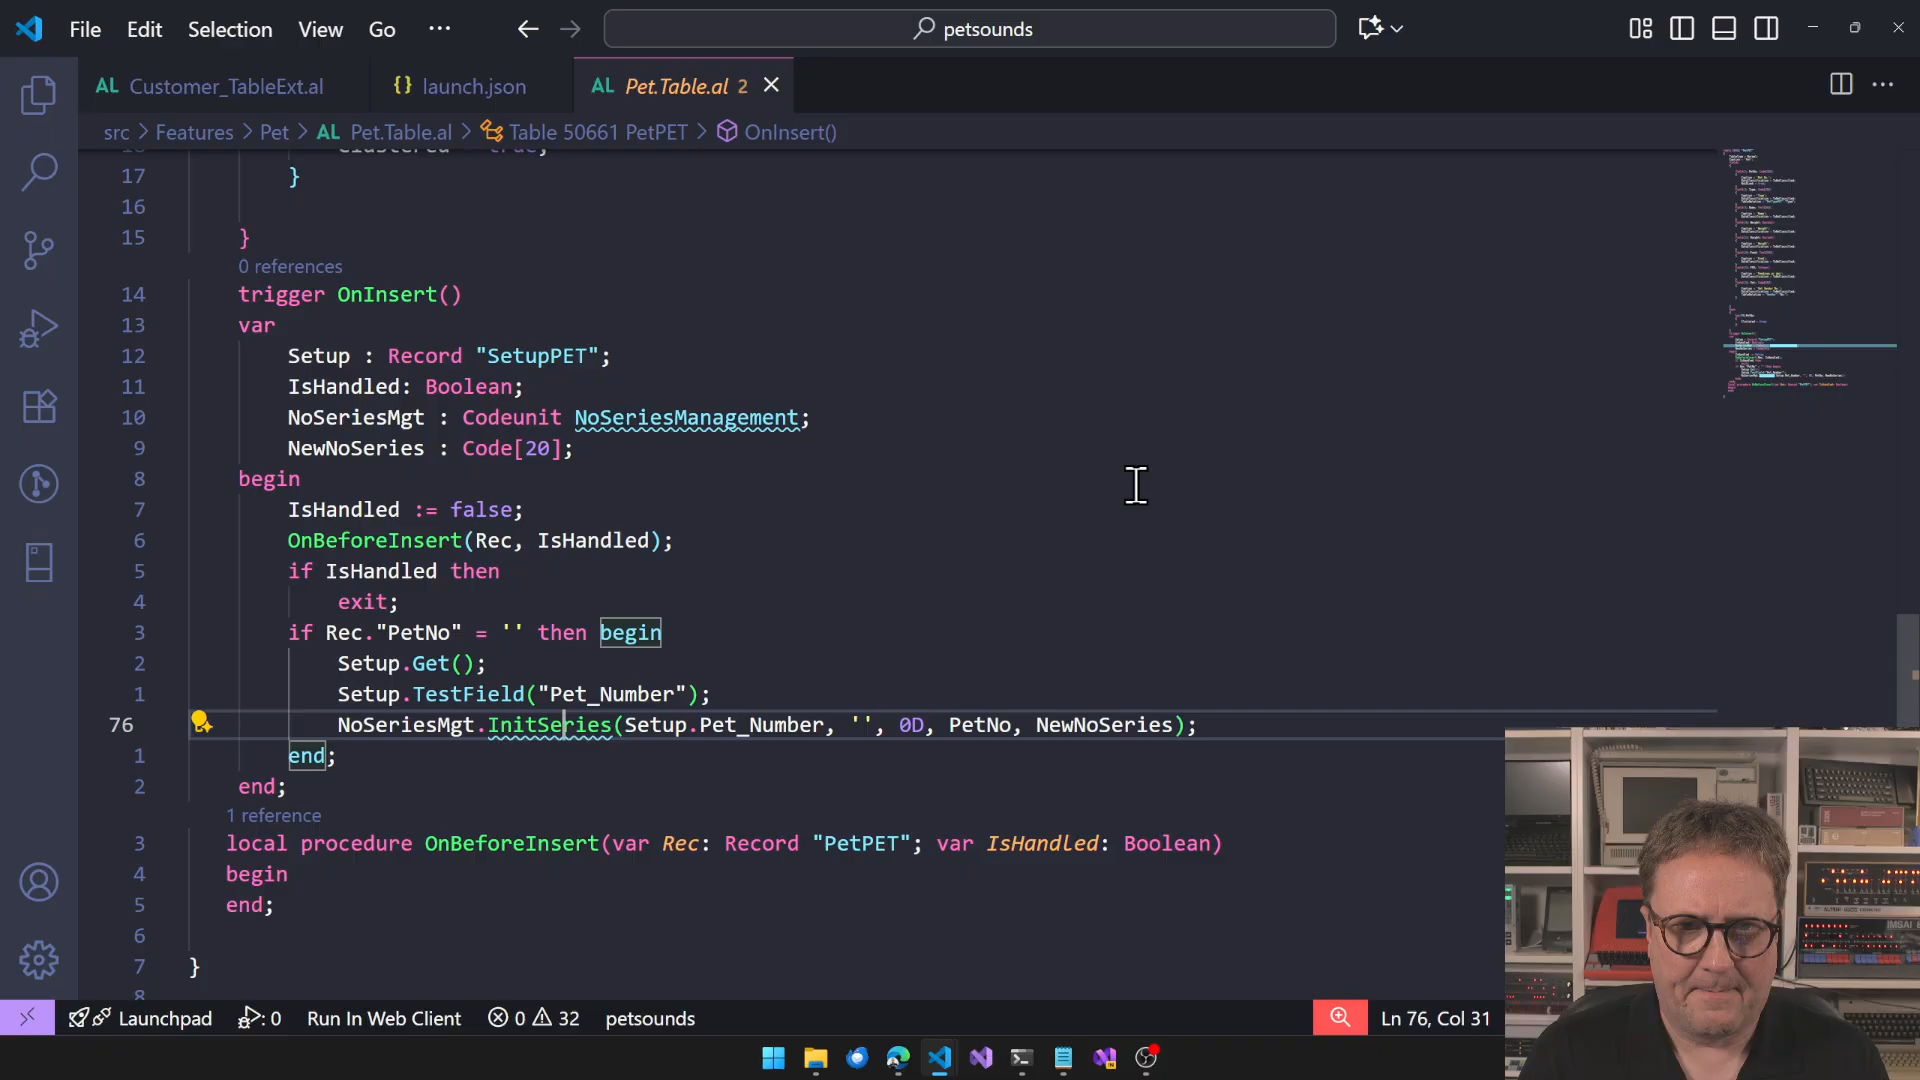 File Edit Selection View Go ··· petsounds
AL Customer_TableExt.al {} launch.json AL Pet.Table.al 2
src > Features > Pet > AL Pet.Table.al > Table 50661 PetPET > OnInsert()
17 }
16
15 }
0 references
14 trigger OnInsert()
13 var
12 Setup : Record "SetupPET";
11 IsHandled: Boolean;
10 NoSeriesMgt : Codeunit NoSeriesManagement;
9 NewNoSeries : Code[20];
8 begin
7 IsHandled := false;
6 OnBeforeInsert(Rec, IsHandled);
5 if IsHandled then
4 exit;
3 if Rec."PetNo" = '' then begin
2 Setup.Get();
1 Setup.TestField("Pet_Number");
76 NoSeriesMgt.InitSeries(Setup.Pet_Number, '', 0D, PetNo, NewNoSeries);
1 end;
2 end;
1 reference
3 local procedure OnBeforeInsert(var Rec: Record "PetPET"; var IsHandled: Boolean)
4 begin
5 end;
6
7 }
8
Launchpad : 0 Run In Web Client 0 32 petsounds Ln 76, Col 31